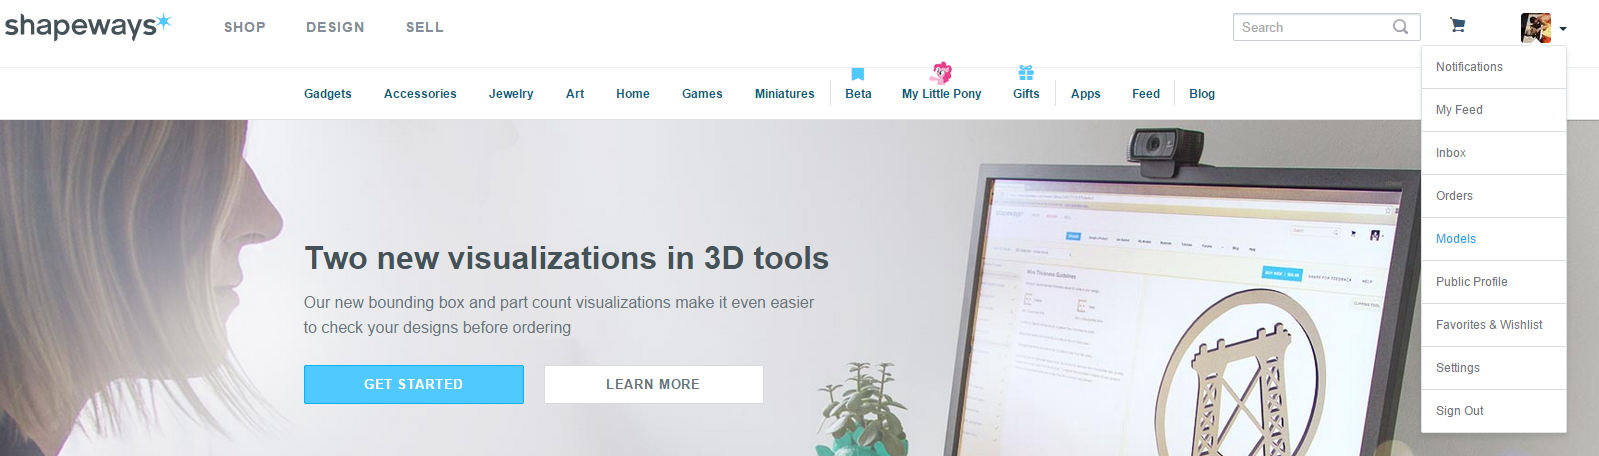 shapeways
SHOP DESIGN SELL
Search
Gadgets Accessories Jewelry Art Home Games Miniatures Beta My Little Pony Gifts Apps Feed Blog
Notifications
My Feed
Inbox
Orders
Models
Public Profile
Favorites & Wishlist
Settings
Sign Out
Two new visualizations in 3D tools
Our new bounding box and part count visualizations make it even easier
to check your designs before ordering
GET STARTED LEARN MORE